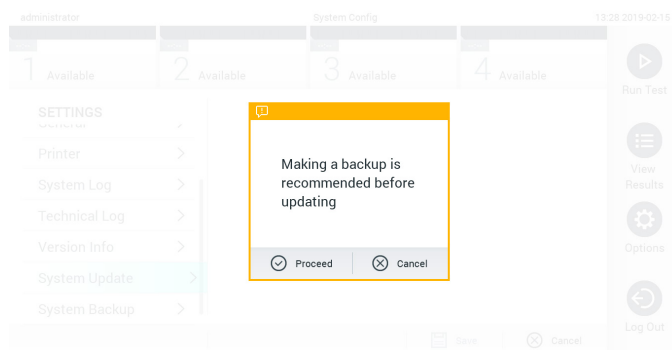 administrator
System Config
13:28 2019-02-15
1 Available
2 Available
3 Available
4 Available
Run Test
SETTINGS
General
Printer
System Log
Technical Log
Version Info
System Update
System Backup
Making a backup is
recommended before
updating
Proceed
Cancel
View
Results
Options
Log Out
Save
Cancel